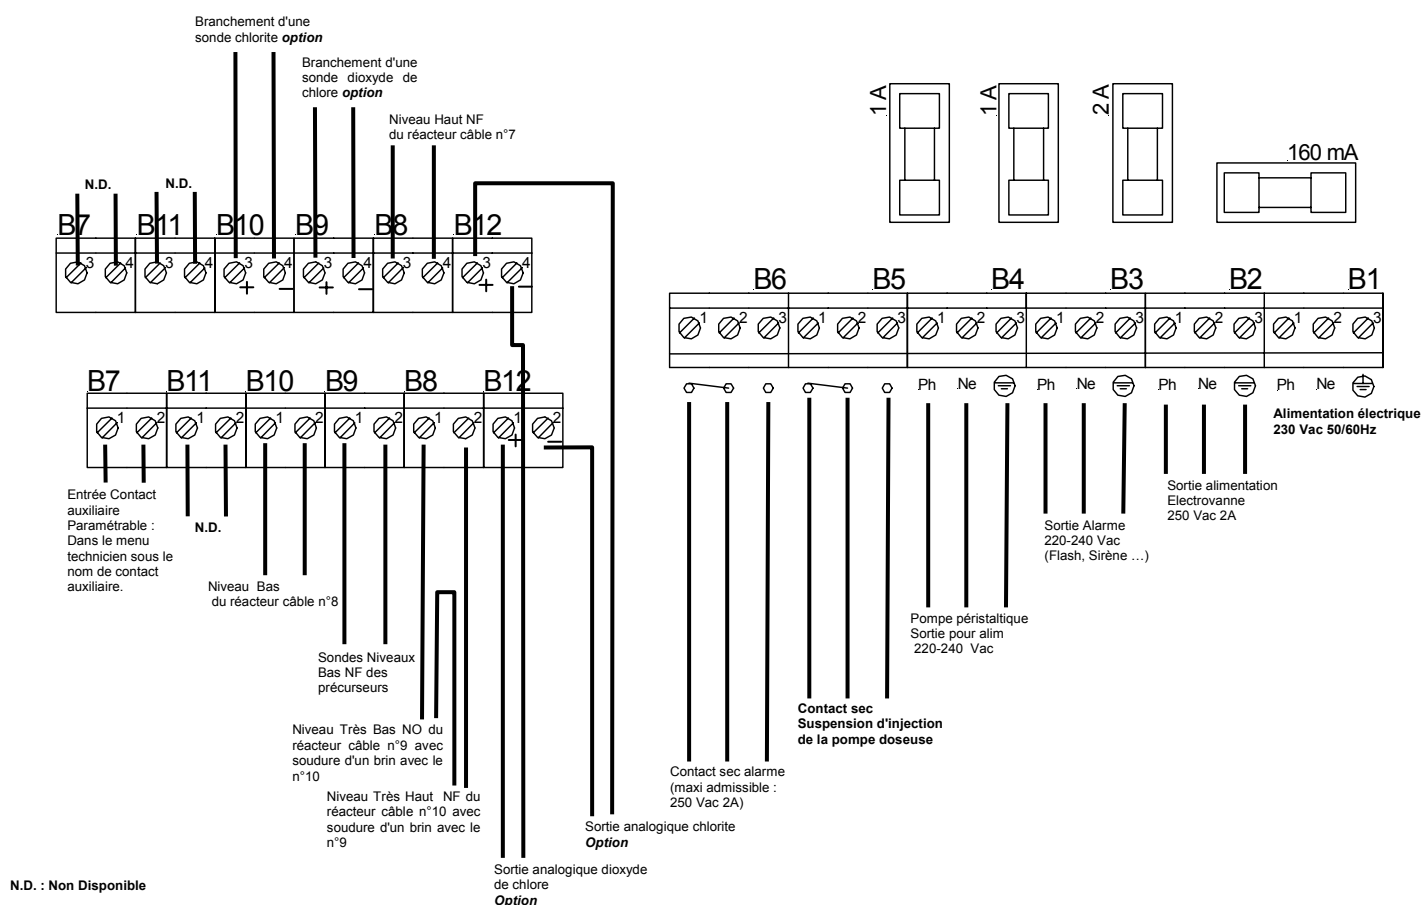 Branchement d'une
sonde chlorite option
Branchement d'une
sonde dioxyde de
chlore option
Niveau Haut NF
du réacteur câble n°7
N.D.
N.D.
B7 B11 B10 B9 B8 B12
3 4 3 4 3 4 3 4 3 4 3 4
+ – + – + –
B7 B11 B10 B9 B8 B12
1 2 1 2 1 2 1 2 1 2 1 2
+ –
Entrée Contact
auxiliaire
Paramétrable :
Dans le menu
technicien sous le
nom de contact
auxiliaire.
N.D.
Niveau Bas
du réacteur câble n°8
Sondes Niveaux
Bas NF des
précurseurs
Niveau Très Bas NO du
réacteur câble n°9 avec
soudure d'un brin avec le
n°10
Niveau Très Haut NF du
réacteur câble n°10 avec
soudure d'un brin avec le
n°9
Sortie analogique chlorite
Option
Sortie analogique dioxyde
de chlore
Option
N.D. : Non Disponible
1 A
1 A
2 A
160 mA
B6 B5 B4 B3 B2 B1
1 2 3 1 2 3 1 2 3 1 2 3 1 2 3 1 2 3
Ph Ne Ph Ne Ph Ne Ph Ne
Alimentation électrique
230 Vac 50/60Hz
Sortie alimentation
Electrovanne
250 Vac 2A
Sortie Alarme
220-240 Vac
(Flash, Sirène …)
Pompe péristaltique
Sortie pour alim
220-240 Vac
Contact sec
Suspension d'injection
de la pompe doseuse
Contact sec alarme
(maxi admissible :
250 Vac 2A)